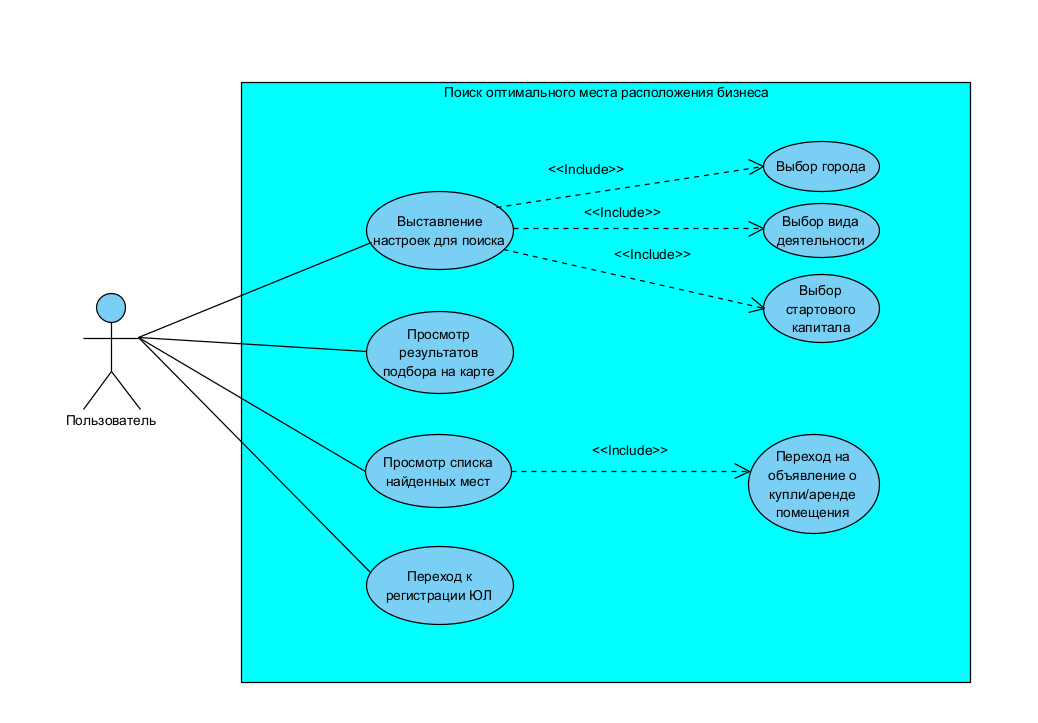 Поиск оптимального места расположения бизнеса
<<Include>>
Выбор города
Выставление
настроек для поиска
<<Include>>
Выбор вида
деятельности
<<Include>>
Выбор
стартового
капитала
Просмотр
результатов
подбора на карте
Пользователь
Просмотр списка
найденных мест
<<Include>>
Переход на
объявление о
купли/аренде
помещения
Переход к
регистрации ЮЛ